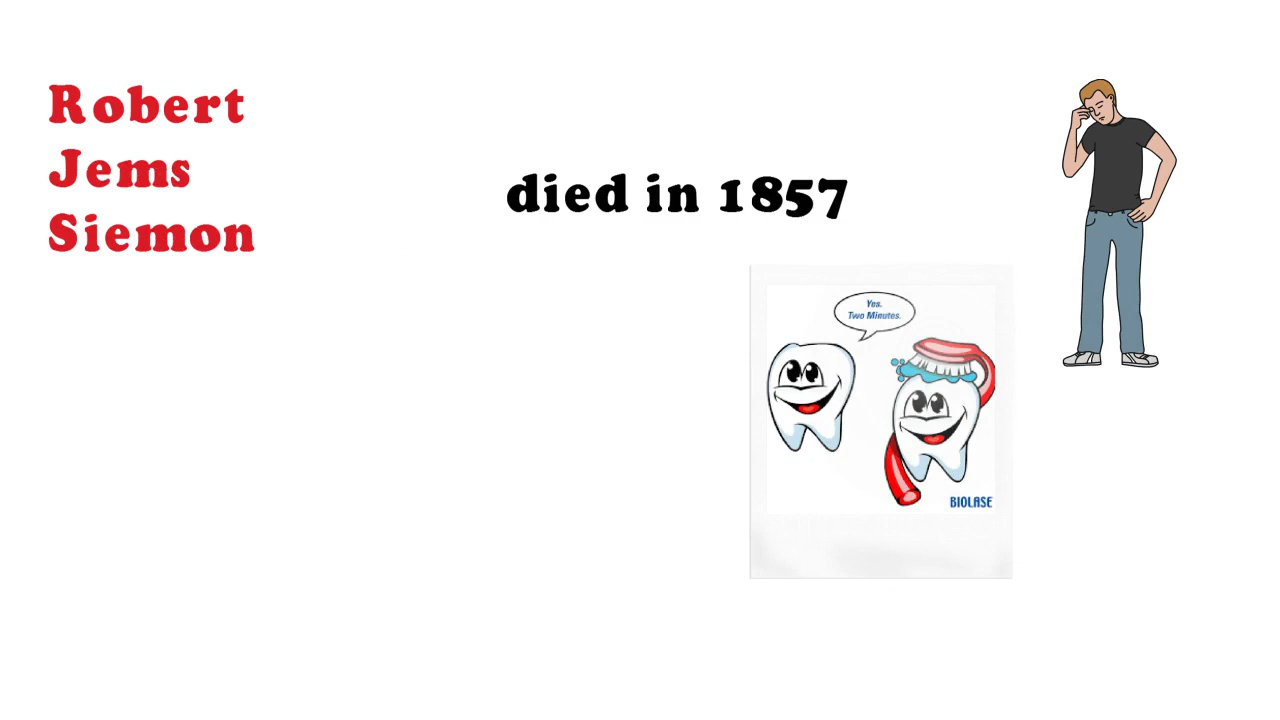 Robert
Jems
Siemon
died in 1857
Yes.
Two Minutes.
BIOLASE